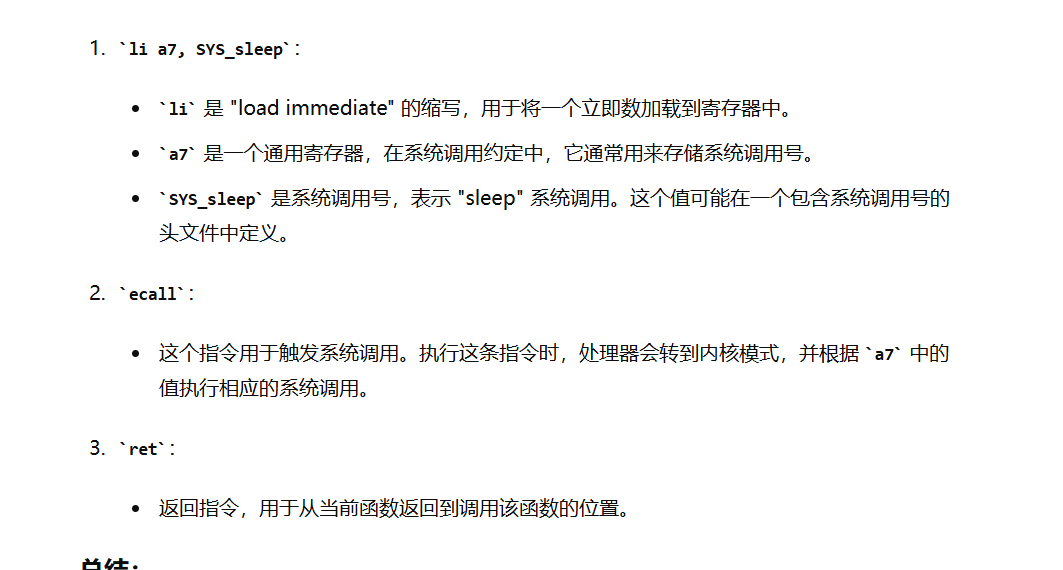 1. `li a7, SYS_sleep`：
• `li` 是 "load immediate" 的缩写，用于将一个立即数加载到寄存器中。
• `a7` 是一个通用寄存器，在系统调用约定中，它通常用来存储系统调用号。
• `SYS_sleep` 是系统调用号，表示 "sleep" 系统调用。这个值可能在一个包含系统调用号的
头文件中定义。
2. `ecall`：
• 这个指令用于触发系统调用。执行这条指令时，处理器会转到内核模式，并根据 `a7` 中的
值执行相应的系统调用。
3. `ret`：
• 返回指令，用于从当前函数返回到调用该函数的位置。
总结：